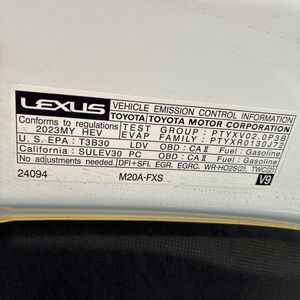 LEXUS VEHICLE EMISSION CONTROL INFORMATION
Conforms to regulations TOYOTA TOYOTA MOTOR CORPORATION
2023MY HEV TEST GROUP : PTYXV02.0P3B
EVAP FAMILY : PTYXR0130J72
U.S. EPA : T3B30 LDV OBD : CA II Fuel : Gasoline
California : SULEV30 PC OBD : CA II Fuel : Gasoline
No adjustments needed. DFI+SFI, EGR, EGRC, WR-HO2S(2), TWC(2)
24094 M20A-FXS V9